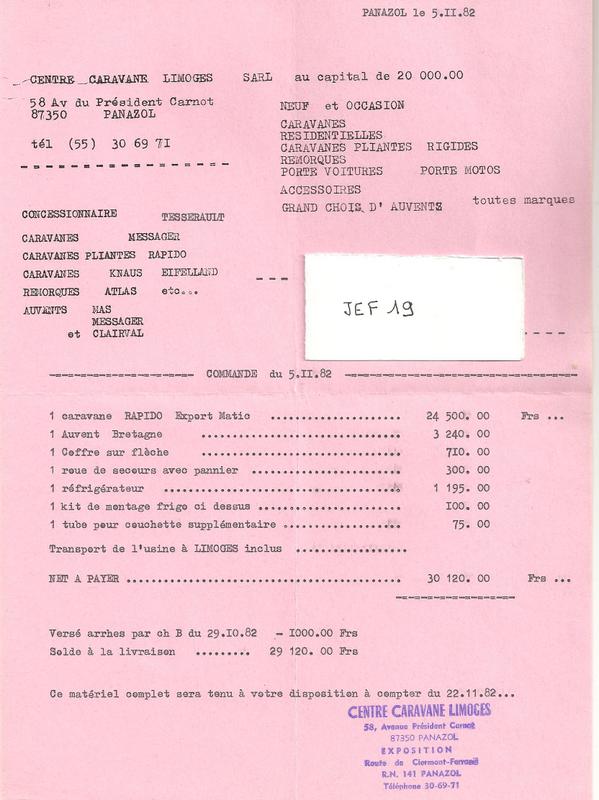 PANAZOL le 5.II.82
CENTRE CARAVANE LIMOGES SARL au capital de 20 000.00
58 Av du Président Carnot
87350 PANAZOL
tél (55) 30 69 7I
NEUF et OCCASION
CARAVANES
RESIDENTIELLES
CARAVANES PLIANTES RIGIDES
REMORQUES
PORTE VOITURES PORTE MOTOS
ACCESSOIRES
GRAND CHOIX D' AUVENTS toutes marques
CONCESSIONNAIRE TESSERAULT
CARAVANES MESSAGER
CARAVANES PLIANTES RAPIDO
CARAVANES KNAUS EIFELLAND
REMORQUES ATLAS etc...
AUVENTS MAS
MESSAGER
et CLAIRVAL
JEF 19
COMMANDE du 5.II.82
1 caravane RAPIDO Export Matic .................... 24 500. 00 Frs ...
1 Auvent Bretagne .................... 3 240. 00
1 Coffre sur flèche .................... 7I0. 00
1 roue de secours avec pannier .................... 300. 00
1 réfrigérateur .................... 1 195. 00
1 kit de montage frigo ci dessus .................... I00. 00
1 tube pour couchette supplémentaire .................... 75. 00
Transport de l'usine à LIMOGES inclus .................
NET A PAYER .................... 30 120. 00 Frs ...
Versé arrhes par ch B du 29.I0.82 - I000.00 Frs
Solde à la livraison ......... 29 120. 00 Frs
Ce matériel complet sera tenu à votre disposition à compter du 22.11.82...
CENTRE CARAVANE LIMOGES
58, Avenue Président Carnot
87350 PANAZOL
EXPOSITION
Route de Clermont-Ferrand
R.N. 141 PANAZOL
Téléphone 30-69-71